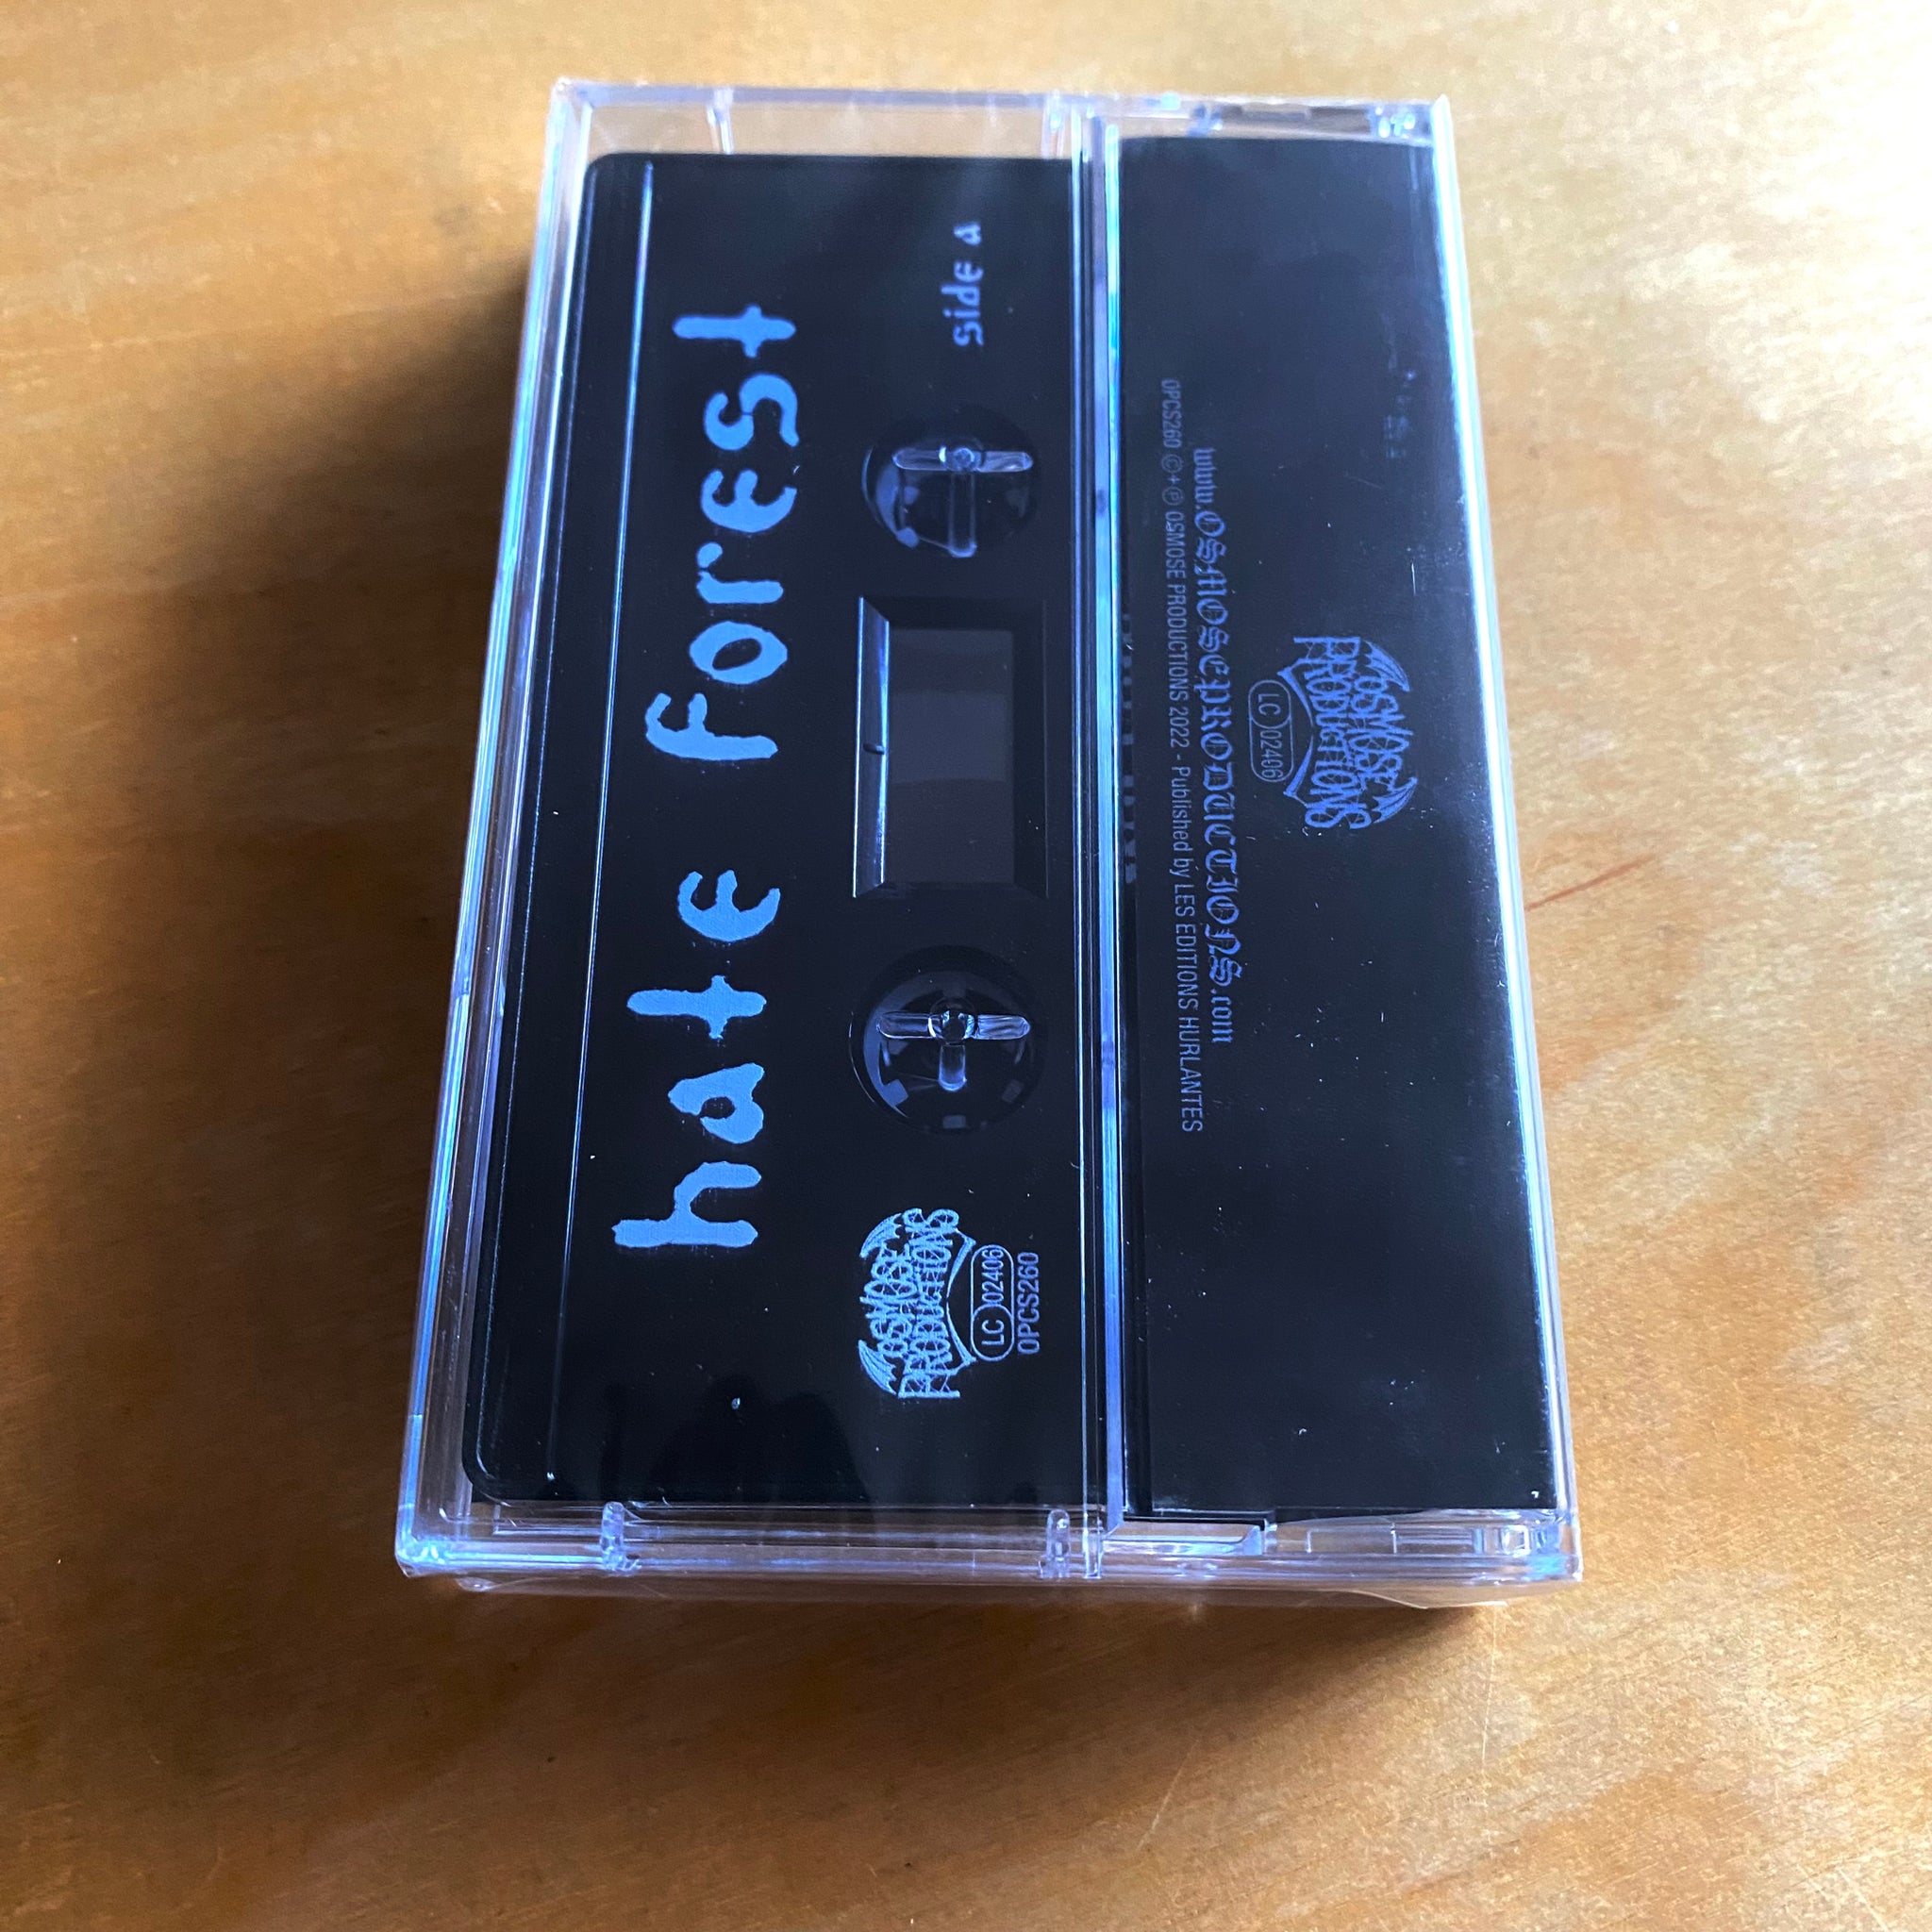 hate forest
side a
OSMOSE
PRODUCTIONS
LC 02406
OPCS260
OPCS260 ©+℗ OSMOSE PRODUCTIONS 2022 - Published by LES EDITIONS HURLANTES
www.OSMOSEPRODUCTIONS.com
LC 02406
OSMOSE
PRODUCTIONS